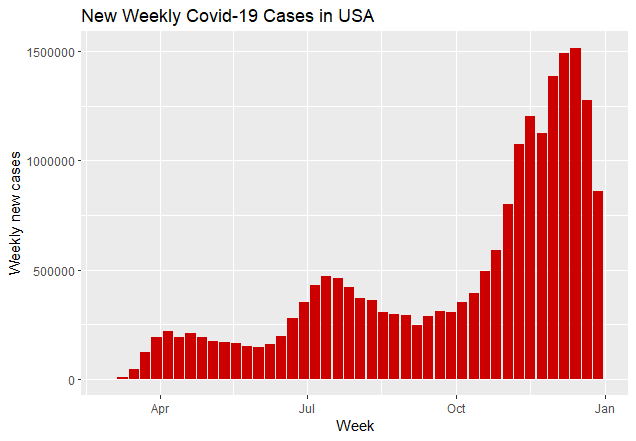 New Weekly Covid-19 Cases in USA
Weekly new cases
1500000
1000000
500000
0
Apr
Jul
Oct
Jan
Week